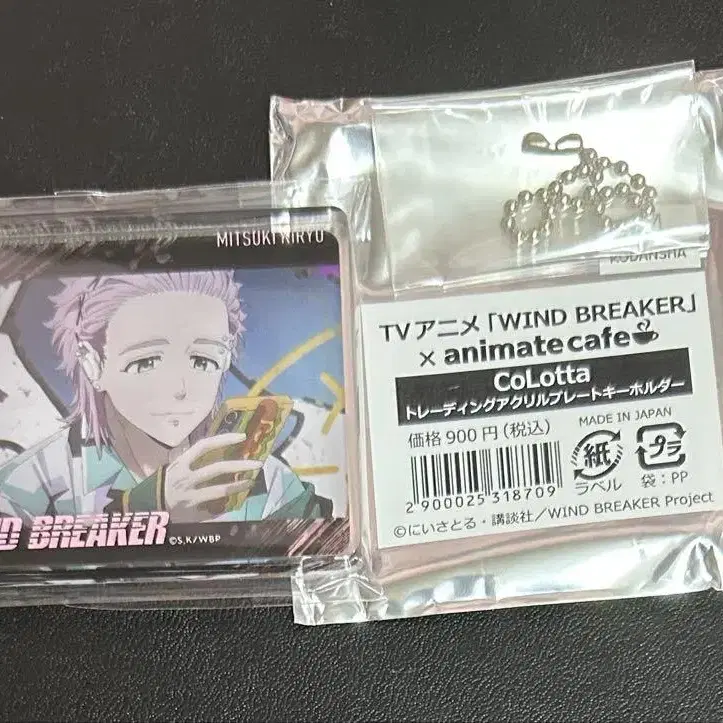 MITSUKI KIRYU
D BREAKER
©S.K/WBP
KODANSHA
TVアニメ「WIND BREAKER」
× animate cafe
CoLotta
トレーディングアクリルプレートキーホルダー
価格900円(税込)
MADE IN JAPAN
紙
ラベル
プラ
袋:PP
2 900025 318709
©にいさとる・講談社/WIND BREAKER Project